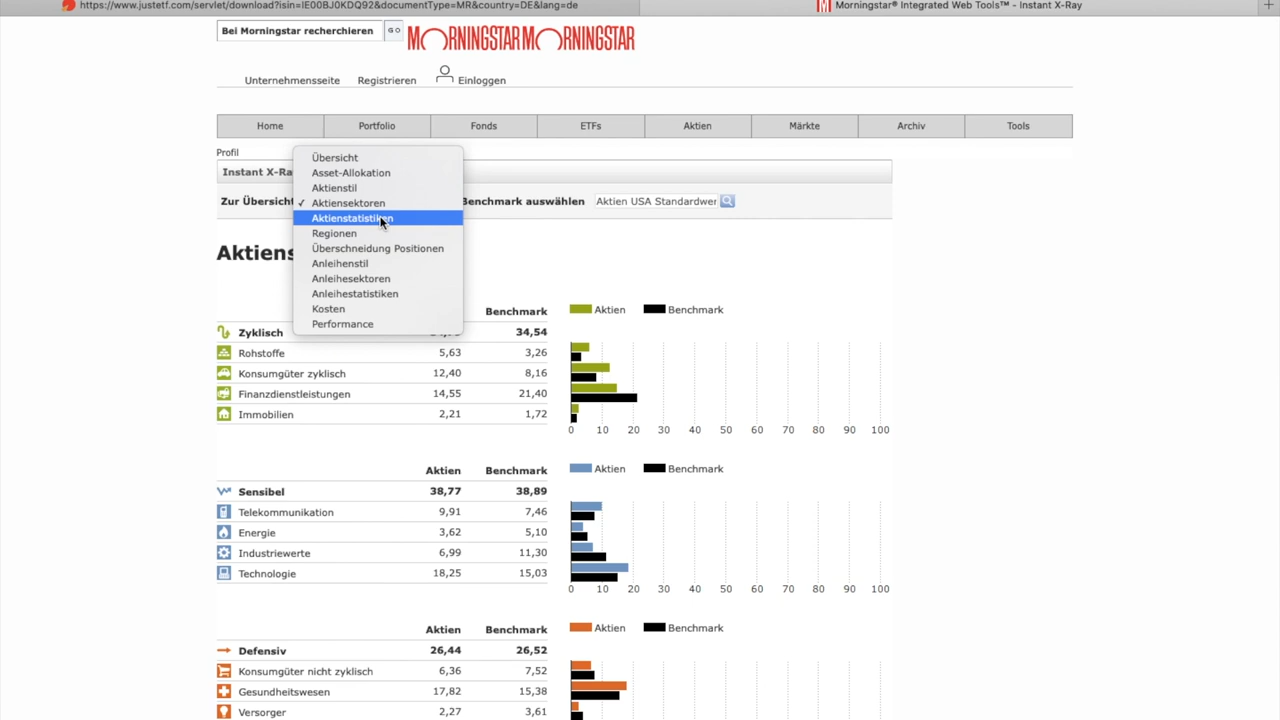 https://www.justetf.com/servlet/download?isin=IE00BJ0KDQ92&documentType=MR&country=DE&lang=de
Morningstar® Integrated Web Tools™ - Instant X-Ray
Bei Morningstar recherchieren GO MORNINGSTAR MORNINGSTAR
Unternehmensseite Registrieren Einloggen
Home Portfolio Fonds ETFs Aktien Märkte Archiv Tools
Profil
Instant X-Ra
Zur Übersicht Benchmark auswählen Aktien USA Standardwer
Übersicht
Asset-Allokation
Aktienstil
✓ Aktiensektoren
Aktienstatistiken
Regionen
Überschneidung Positionen
Anleihenstil
Anleihesektoren
Anleihestatistiken
Kosten
Performance
Aktiens
Benchmark Aktien Benchmark
Zyklisch 34,54
Rohstoffe 5,63 3,26
Konsumgüter zyklisch 12,40 8,16
Finanzdienstleistungen 14,55 21,40
Immobilien 2,21 1,72
0 10 20 30 40 50 60 70 80 90 100
Aktien Benchmark Aktien Benchmark
Sensibel 38,77 38,89
Telekommunikation 9,91 7,46
Energie 3,62 5,10
Industriewerte 6,99 11,30
Technologie 18,25 15,03
0 10 20 30 40 50 60 70 80 90 100
Aktien Benchmark Aktien Benchmark
Defensiv 26,44 26,52
Konsumgüter nicht zyklisch 6,36 7,52
Gesundheitswesen 17,82 15,38
Versorger 2,27 3,61